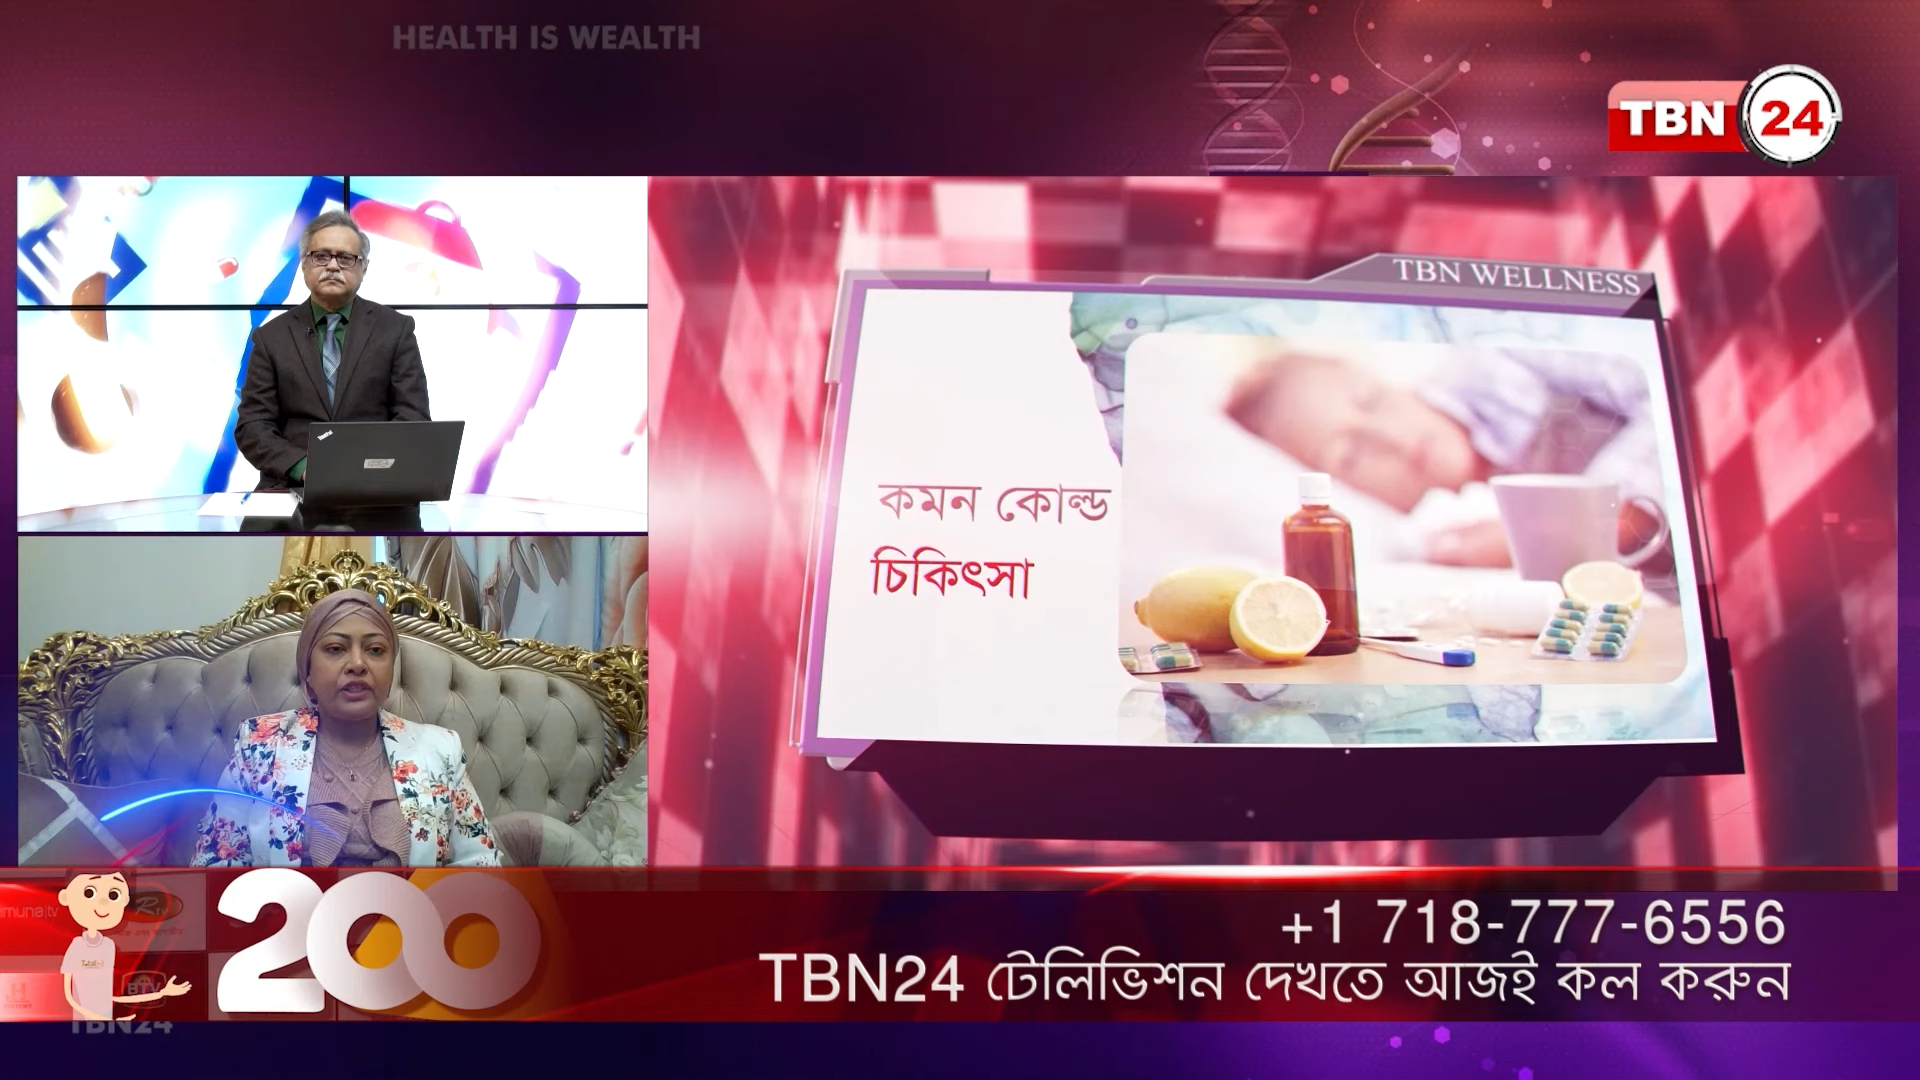 HEALTH IS WEALTH
TBN 24
TBN WELLNESS
কমন কোল্ড
চিকিৎসা
200
+1 718-777-6556
TBN24 টেলিভিশন দেখতে আজই কল করুন
BTV
TBN24